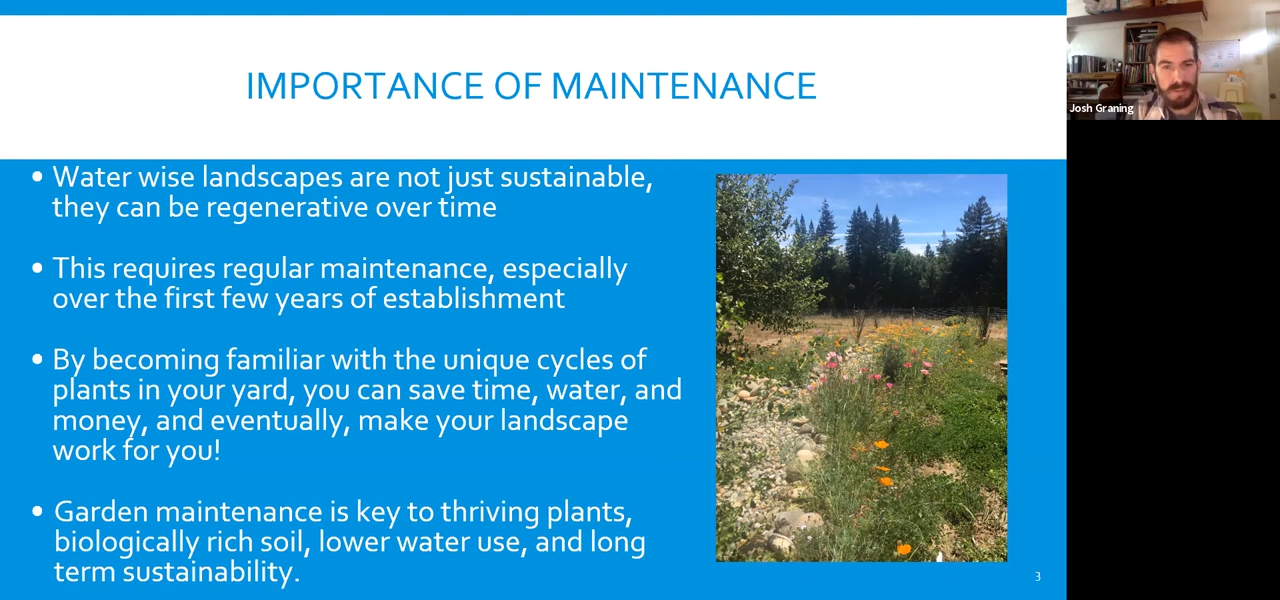 IMPORTANCE OF MAINTENANCE
• Water wise landscapes are not just sustainable,
they can be regenerative over time
• This requires regular maintenance, especially
over the first few years of establishment
• By becoming familiar with the unique cycles of
plants in your yard, you can save time, water, and
money, and eventually, make your landscape
work for you!
• Garden maintenance is key to thriving plants,
biologically rich soil, lower water use, and long
term sustainability.
3
Josh Graning